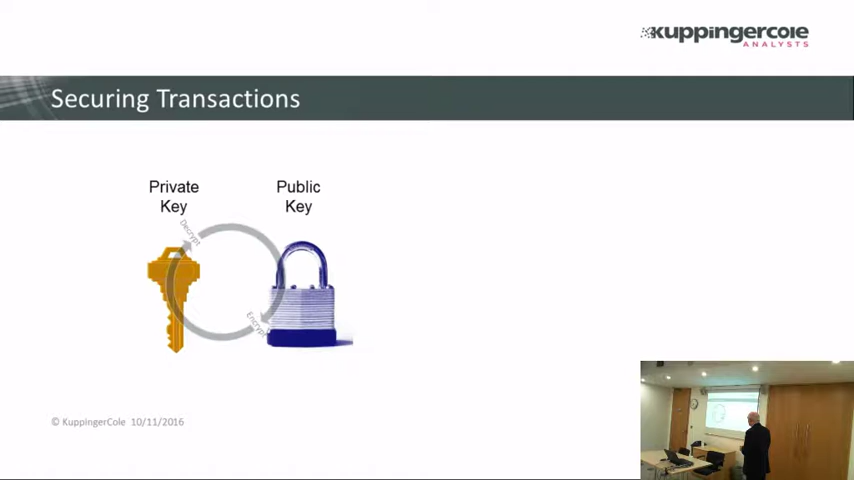 kuppingercole
ANALYSTS
Securing Transactions
Private
Key
Public
Key
Decrypt
Encrypt
© KuppingerCole 10/11/2016